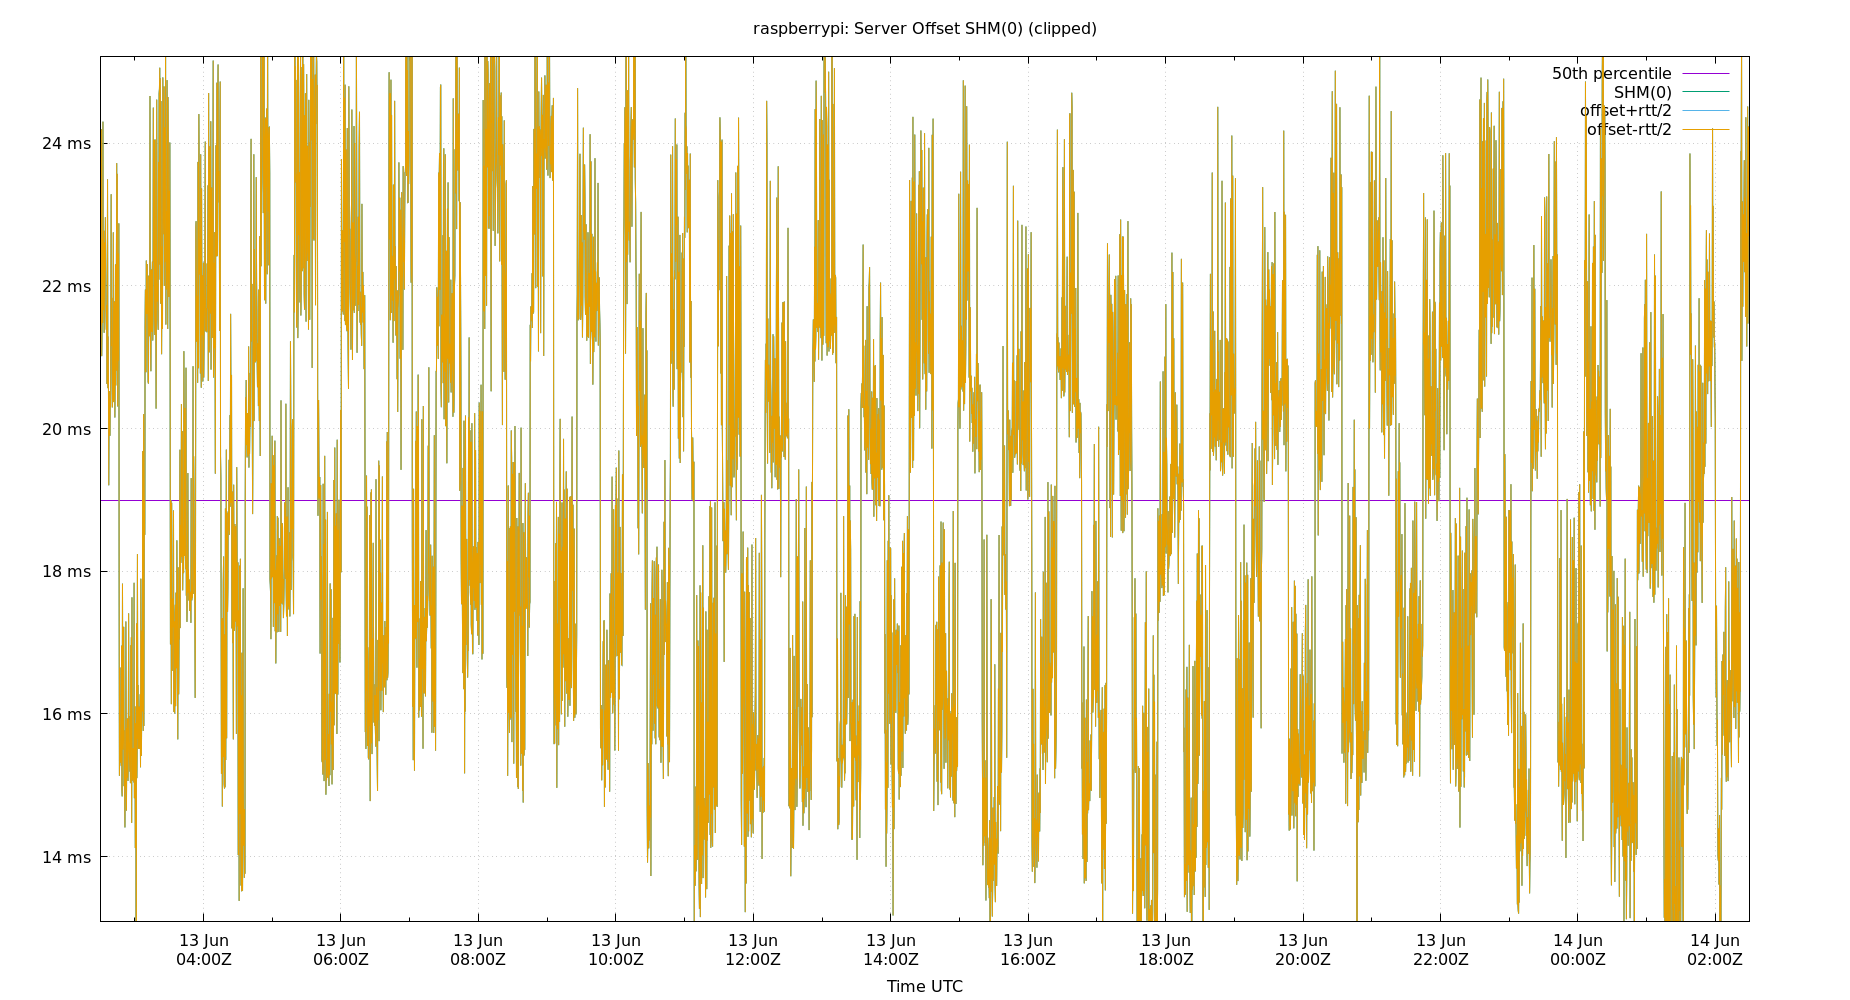 raspberrypi: Server Offset SHM(0) (clipped)
50th percentile
SHM(0)
offset+rtt/2
offset-rtt/2
24 ms
22 ms
20 ms
18 ms
16 ms
14 ms
13 Jun 13 Jun 13 Jun 13 Jun 13 Jun 13 Jun 13 Jun 13 Jun 13 Jun 13 Jun 14 Jun 14 Jun
04:00Z 06:00Z 08:00Z 10:00Z 12:00Z 14:00Z 16:00Z 18:00Z 20:00Z 22:00Z 00:00Z 02:00Z
Time UTC